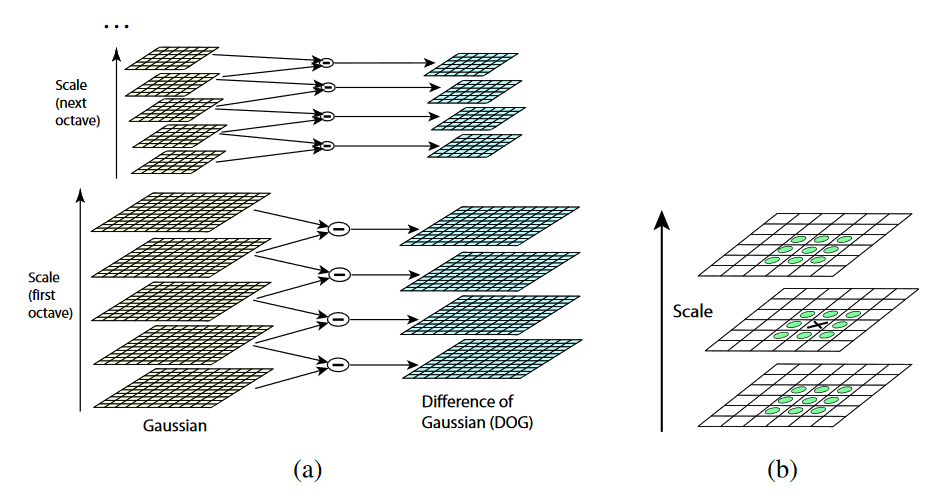 ...
Scale
(next
octave)
Scale
(first
octave)
Gaussian
Difference of
Gaussian (DOG)
Scale
(a)
(b)